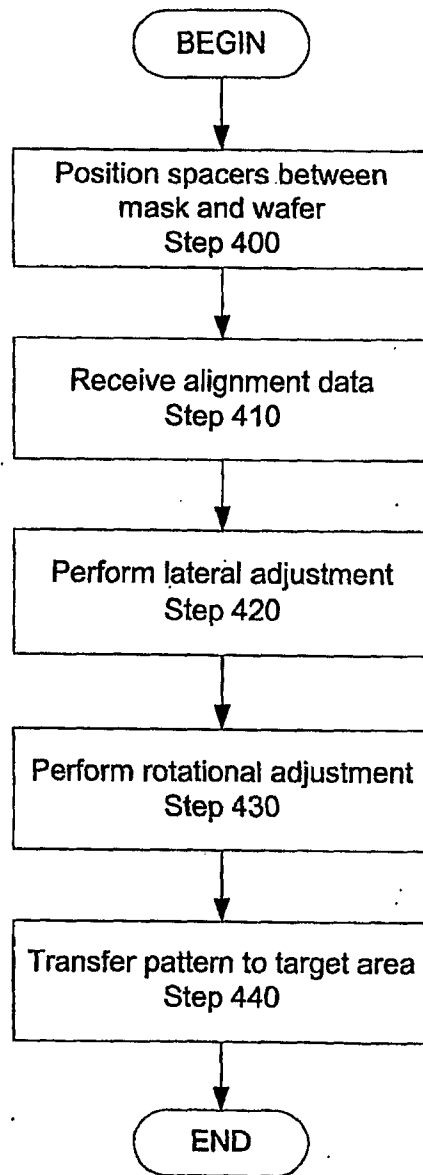 BEGIN
Position spacers between
mask and wafer
Step 400
Receive alignment data
Step 410
Perform lateral adjustment
Step 420
Perform rotational adjustment
Step 430
Transfer pattern to target area
Step 440
END